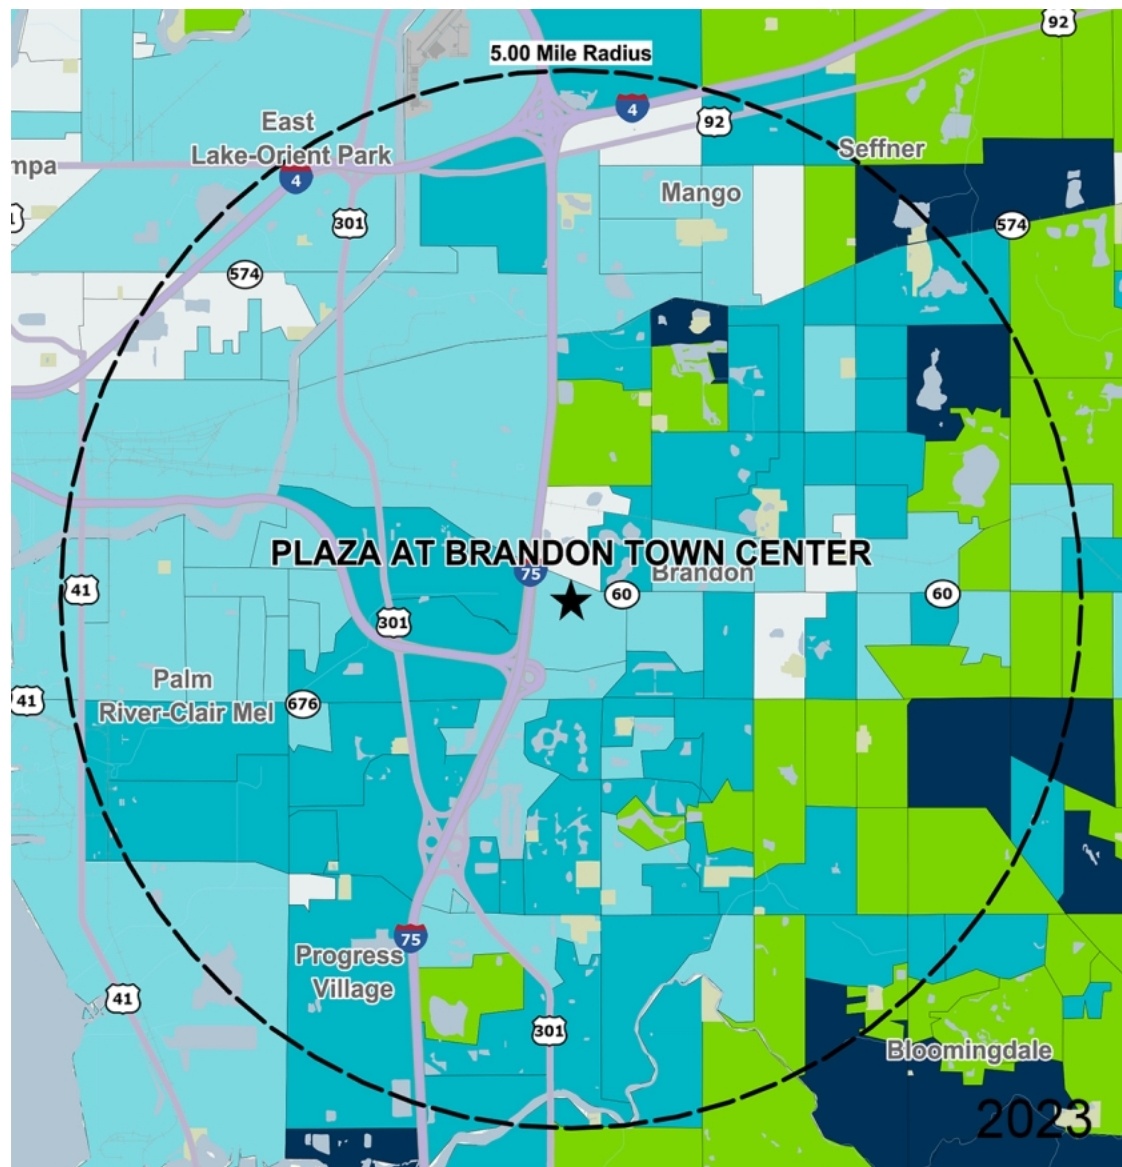 92
5.00 Mile Radius
4
92
East
Lake-Orient Park
Seffner
mpa
4
Mango
301
574
574
PLAZA AT BRANDON TOWN CENTER
75
Brandon
41
60
60
301
Palm
River-Clair Mel
41
676
75
Progress
Village
41
301
Bloomingdale
2023